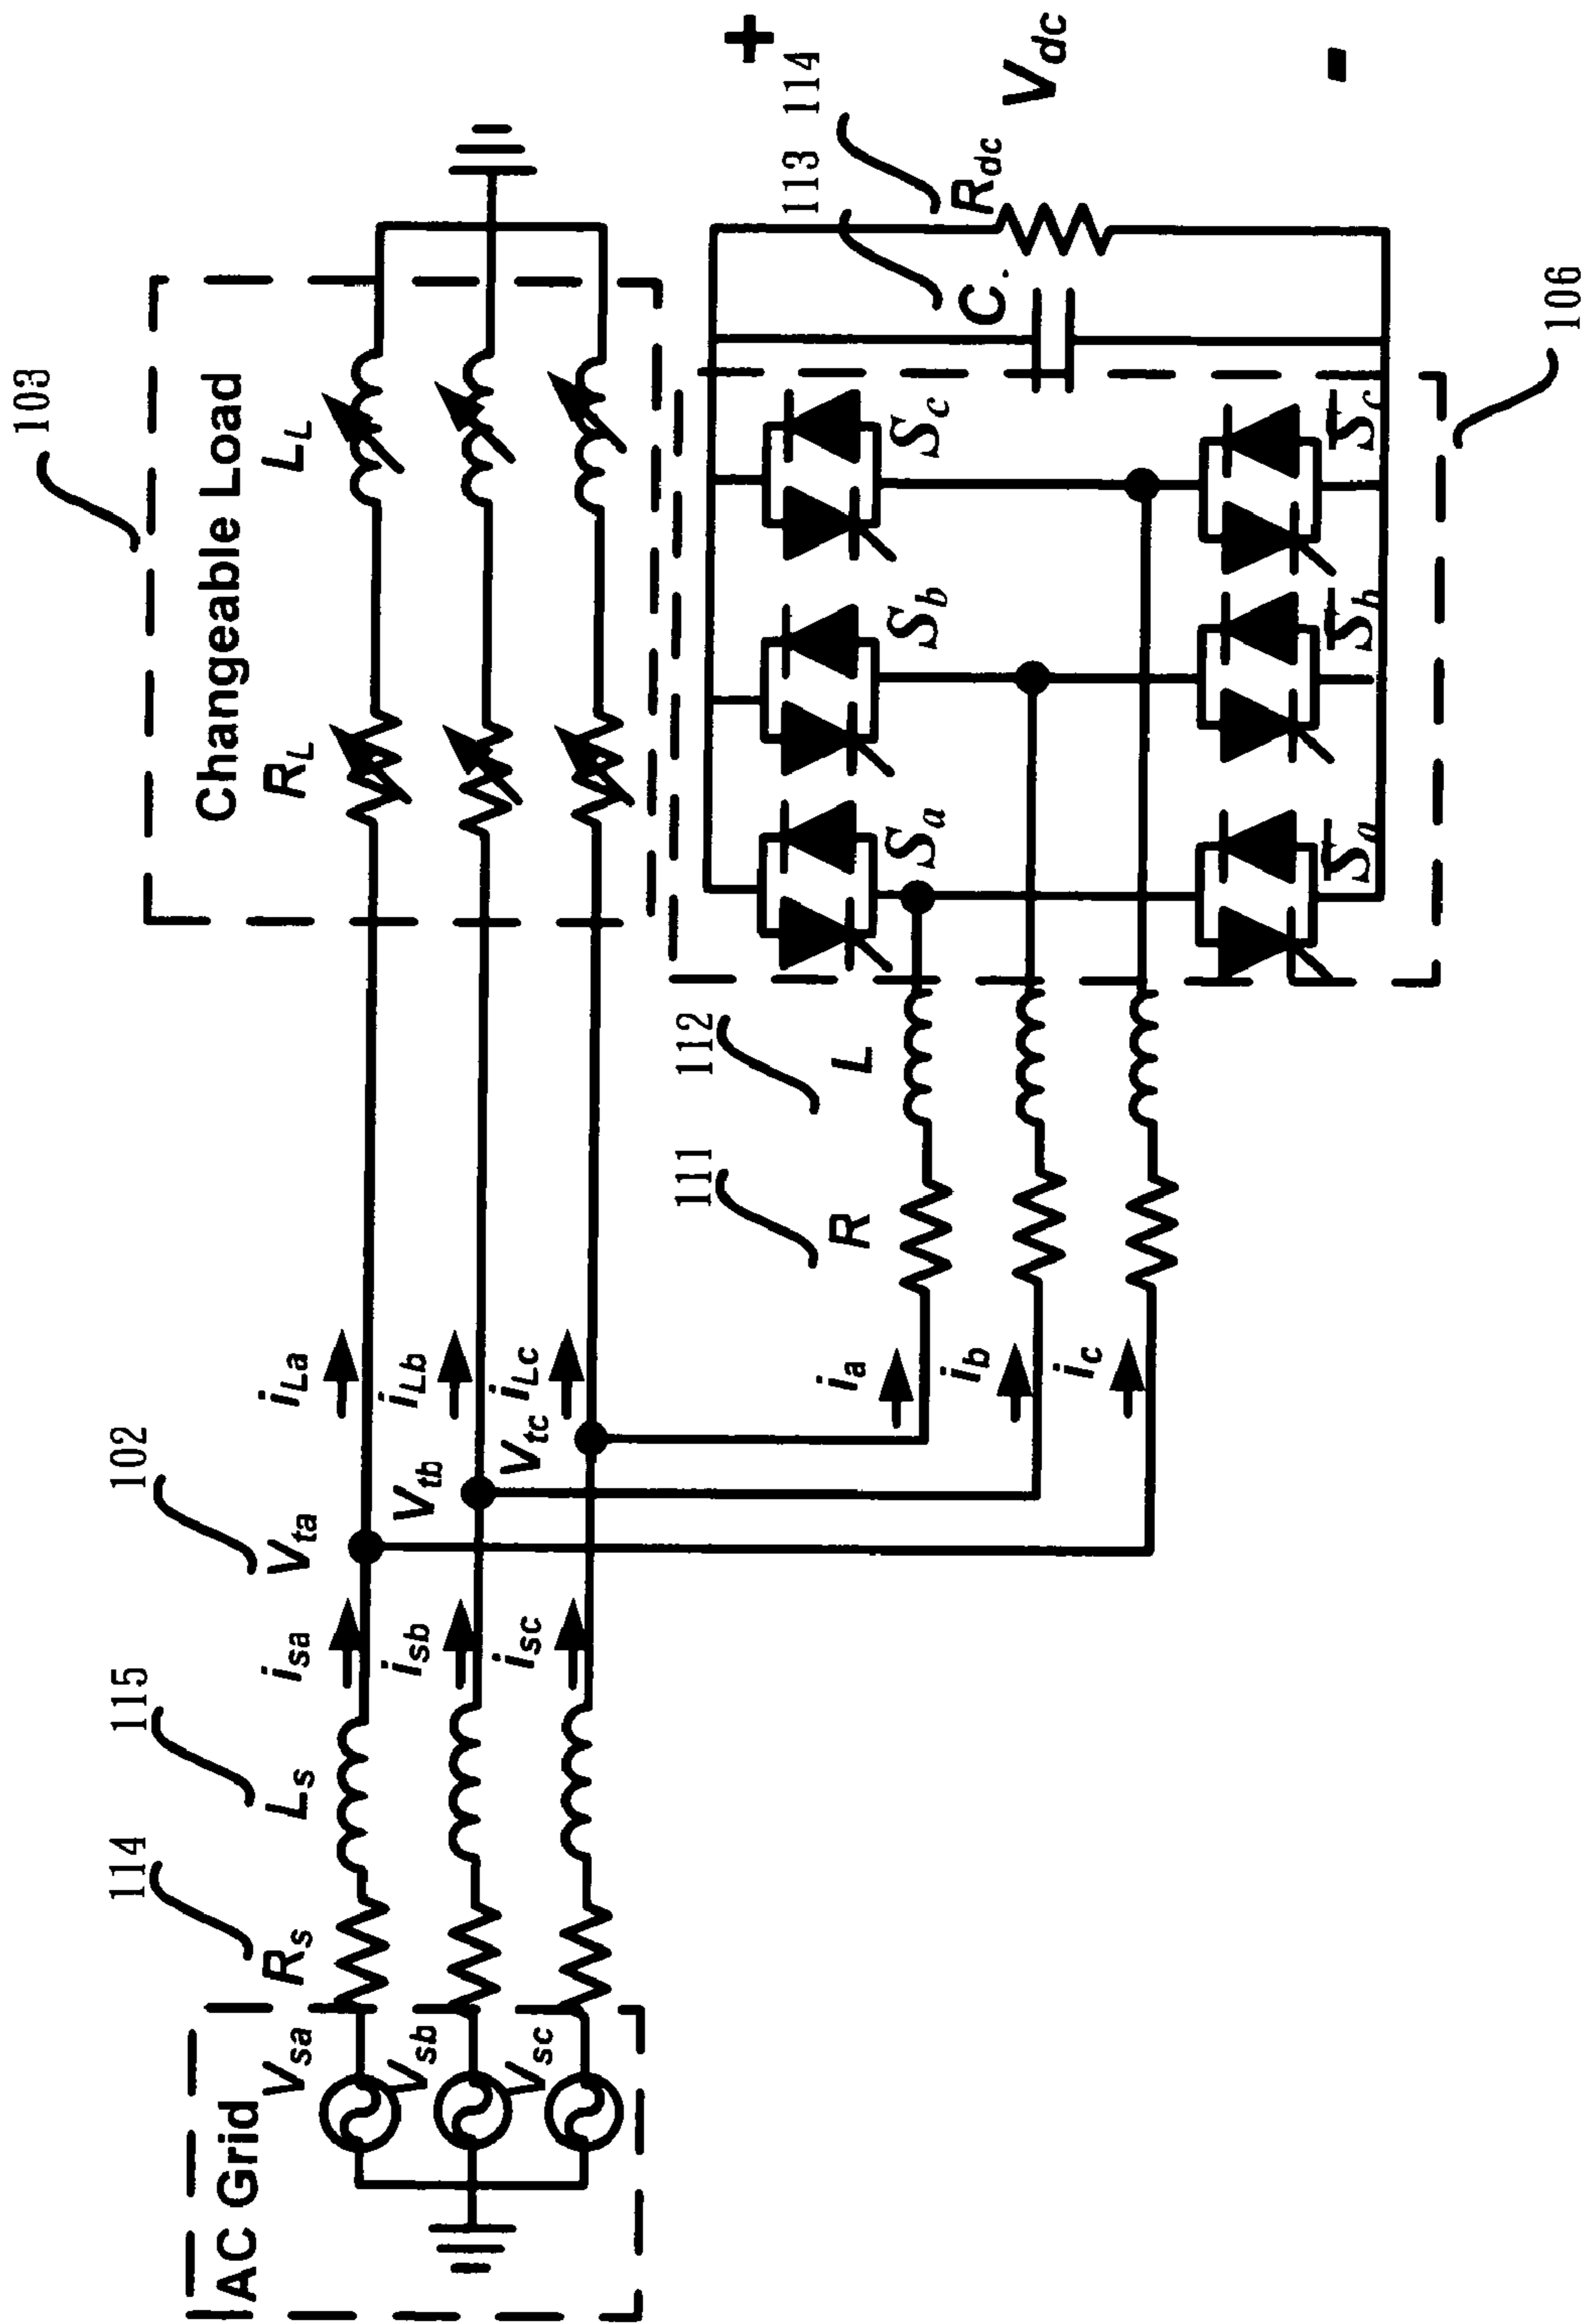 103
Changeable Load
R_L
L_L
AC Grid
V_sa
V_sb
V_sc
114
R_s
115
L_s
i_sa
i_sb
i_sc
102
V_ta
V_tb
V_tc
i_La
i_Lb
i_Lc
i_a
i_b
i_c
111
R
112
L
S_a
S_b
S_c
S̅_a
S̅_b
S̅_c
106
113
C
114
R_dc
+
V_dc
-